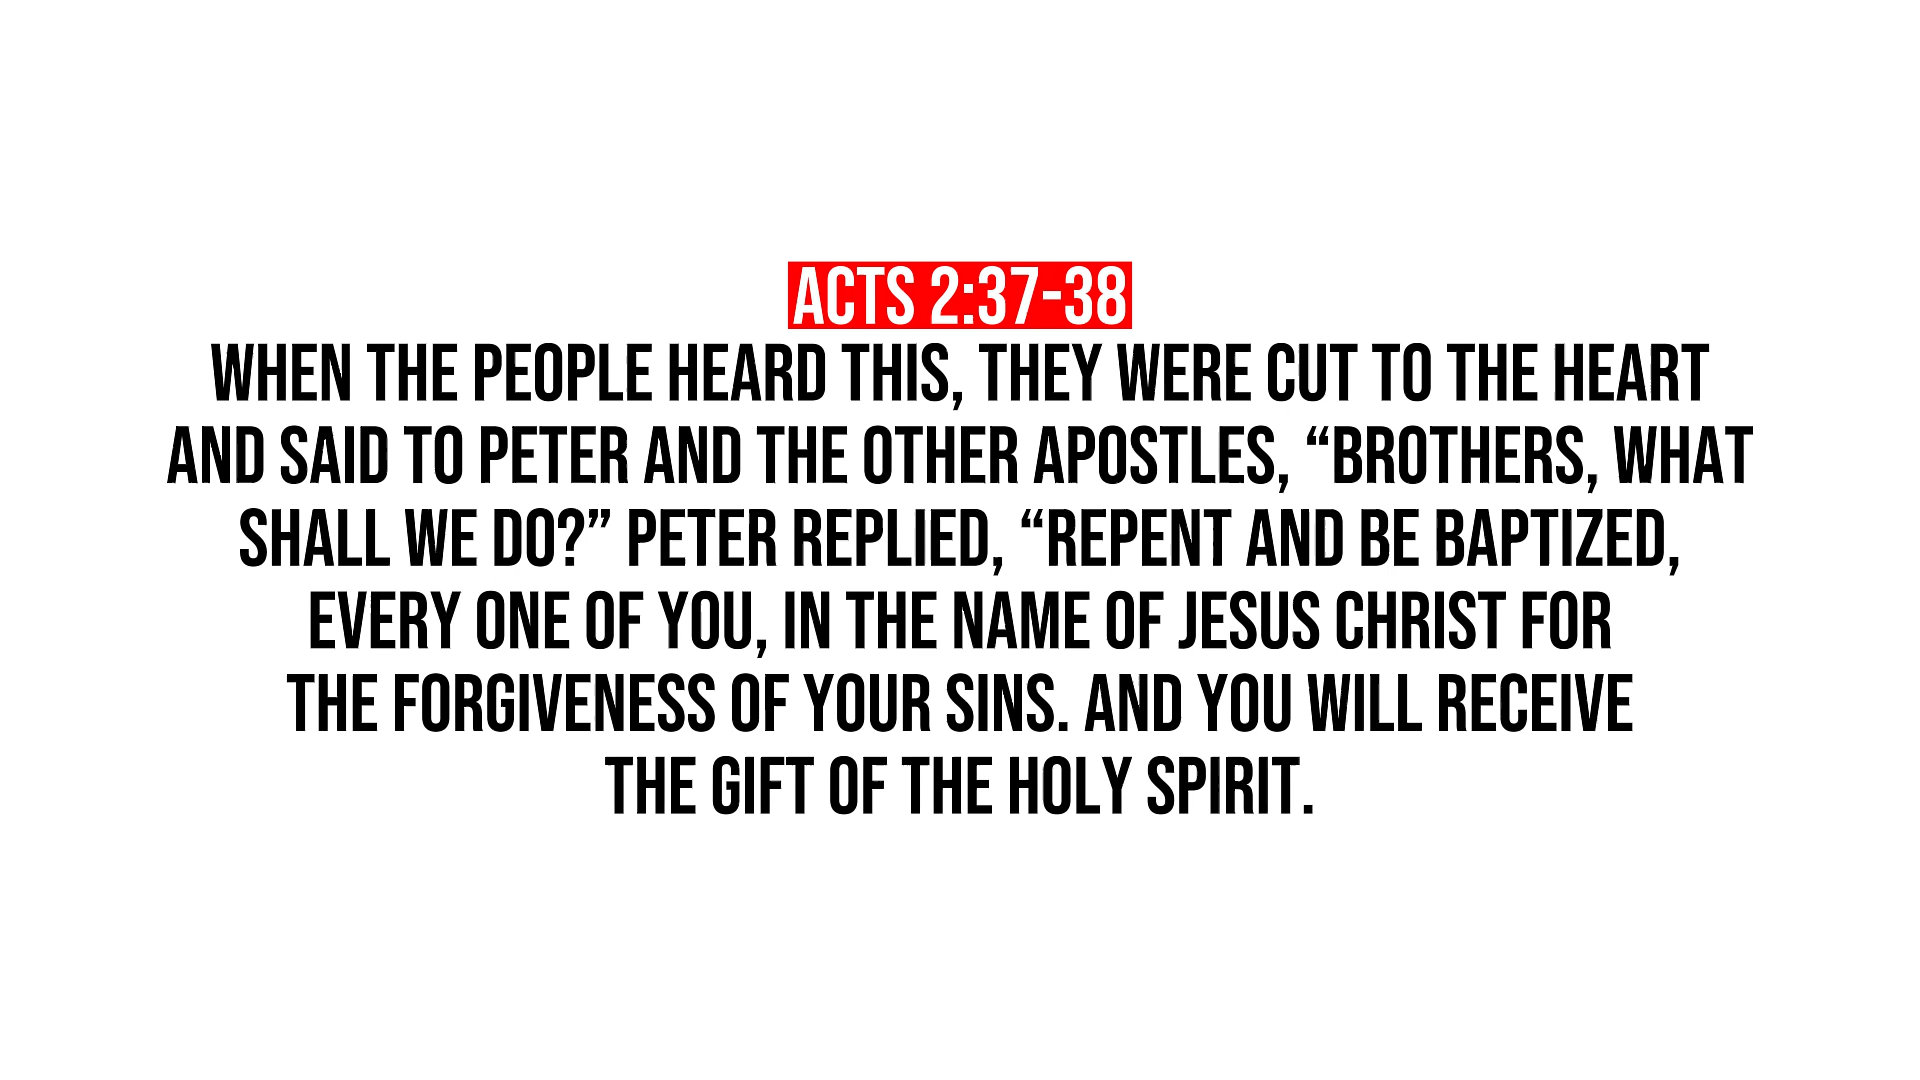 ACTS 2:37-38
WHEN THE PEOPLE HEARD THIS, THEY WERE CUT TO THE HEART
AND SAID TO PETER AND THE OTHER APOSTLES, “BROTHERS, WHAT
SHALL WE DO?” PETER REPLIED, “REPENT AND BE BAPTIZED,
EVERY ONE OF YOU, IN THE NAME OF JESUS CHRIST FOR
THE FORGIVENESS OF YOUR SINS. AND YOU WILL RECEIVE
THE GIFT OF THE HOLY SPIRIT.